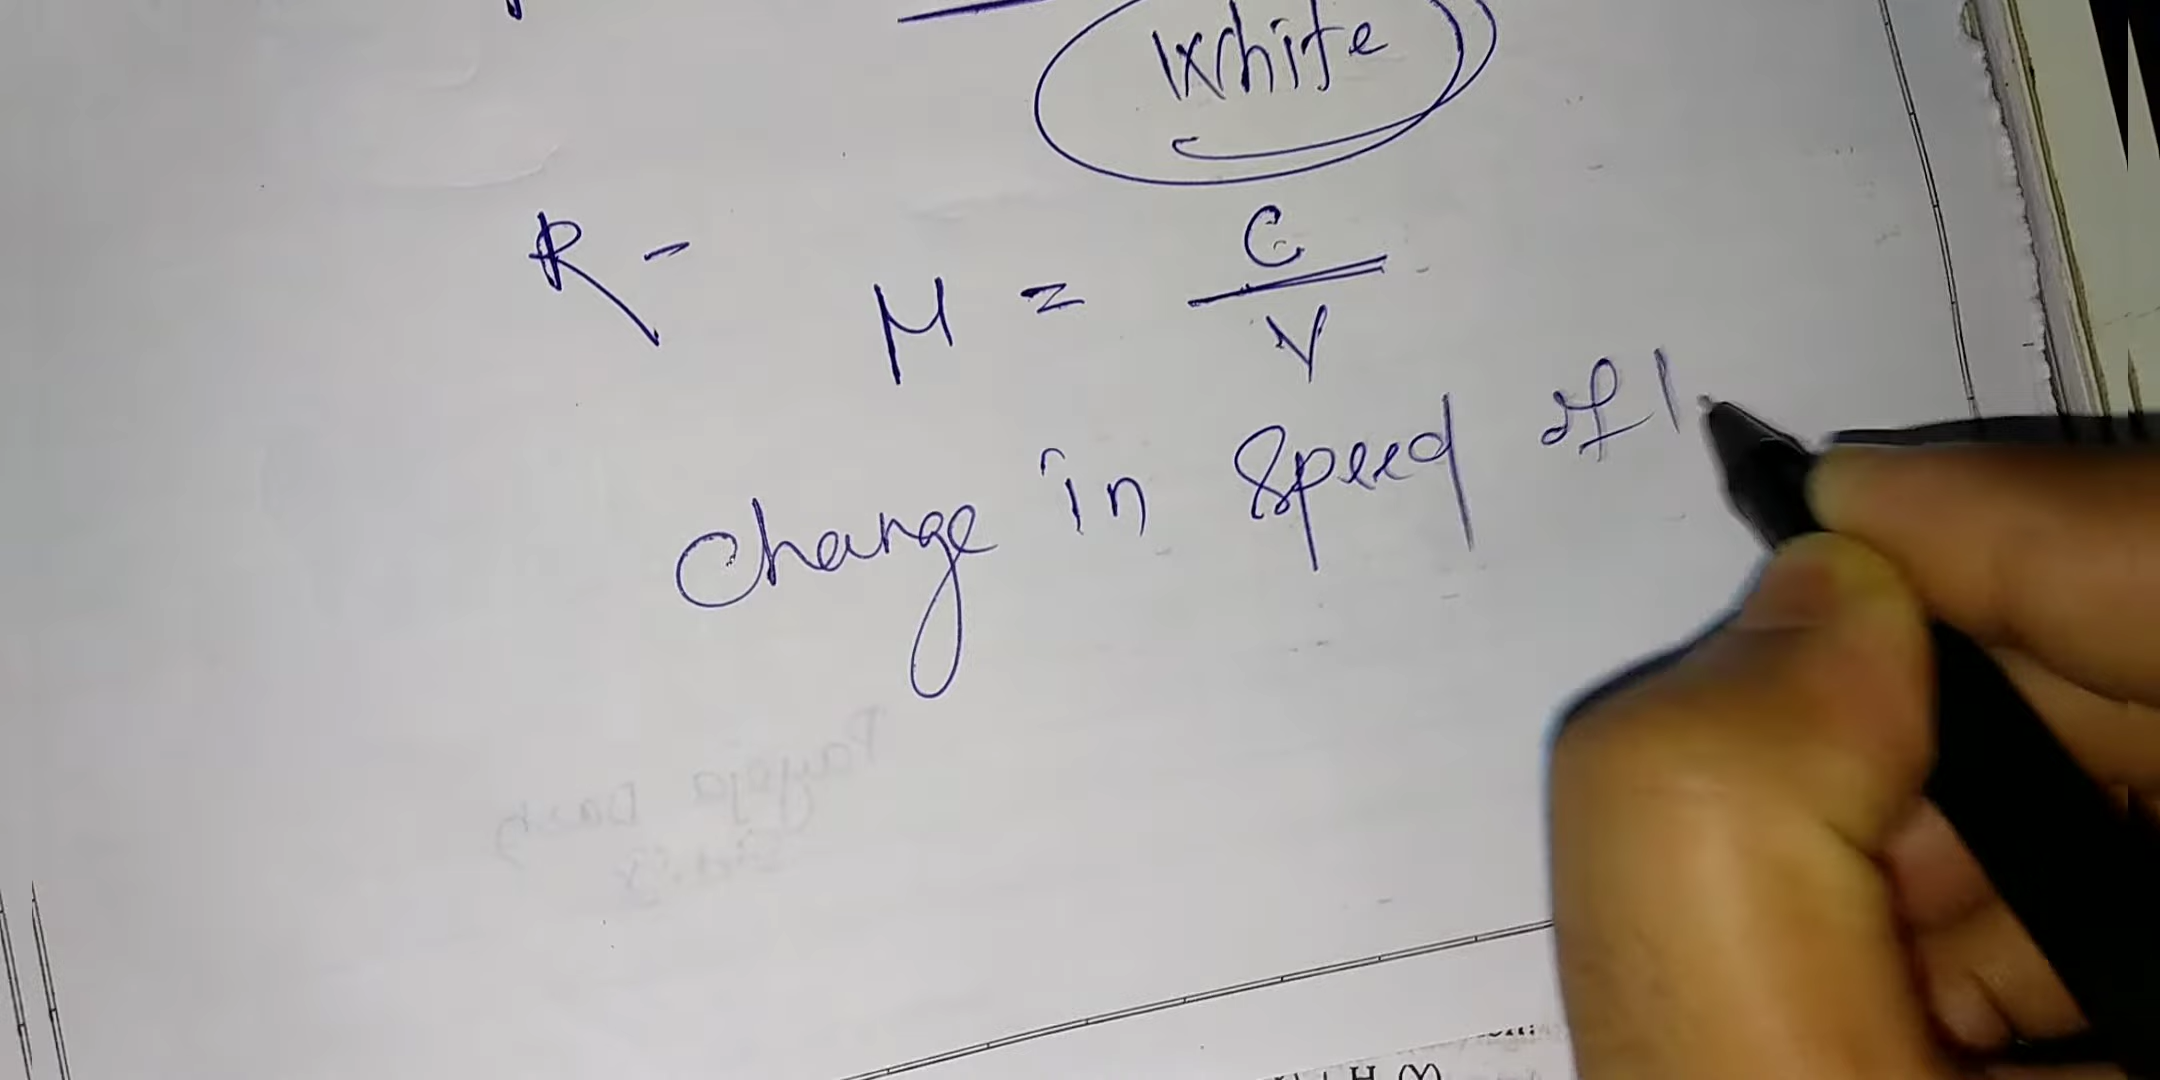 White
R - μ = C/V
change in speed of l